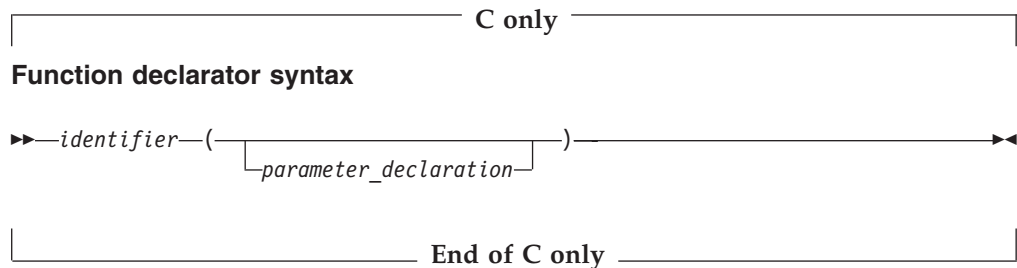 C only
Function declarator syntax
►►—identifier—(—parameter_declaration—)—►◄
End of C only